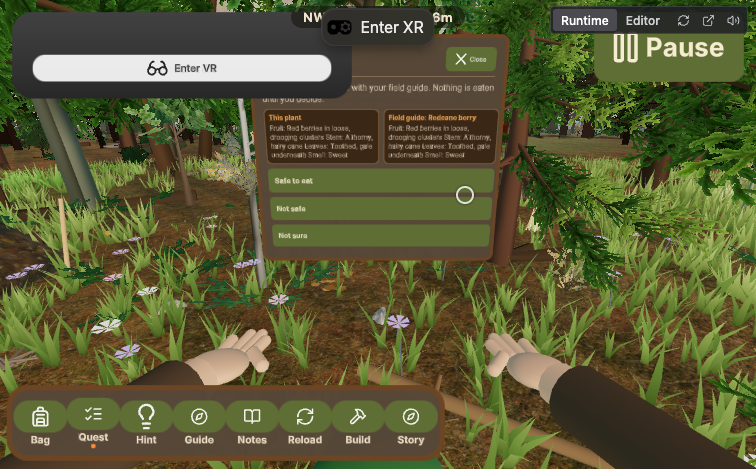 NW
6m
Enter XR
Runtime
Editor
Enter VR
Pause
Close
with your field guide. Nothing is eaten
until you decide.
This plant
Fruit: Red berries in loose,
drooping clusters Stem: A thorny,
hairy cane Leaves: Toothed, pale
underneath Smell: Sweet
Field guide: Redcane berry
Fruit: Red berries in loose,
drooping clusters Stem: A thorny,
hairy cane Leaves: Toothed, pale
underneath Smell: Sweet
Safe to eat
Not safe
Not sure
Bag
Quest
Hint
Guide
Notes
Reload
Build
Story